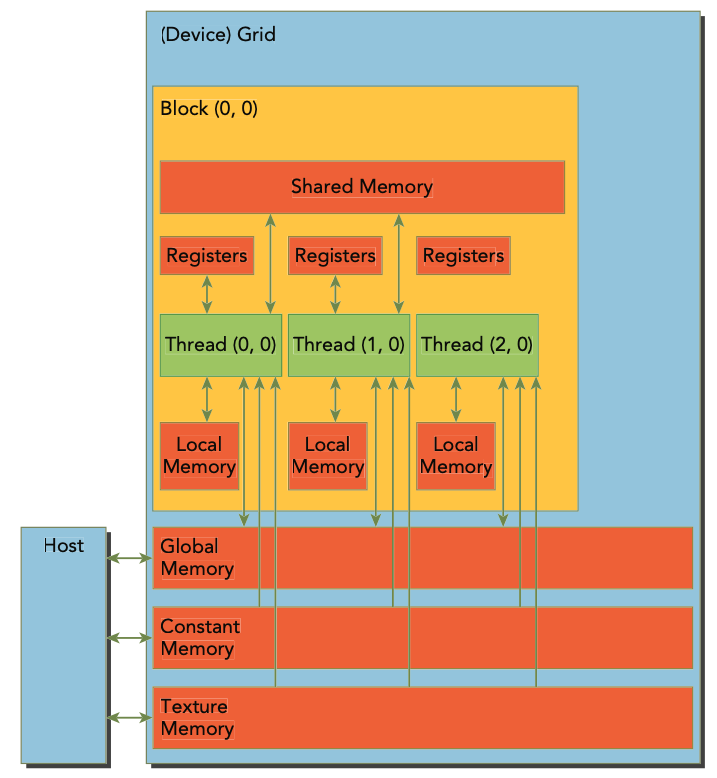 (Device) Grid
Block (0, 0)
Shared Memory
Registers
Registers
Registers
Thread (0, 0)
Thread (1, 0)
Thread (2, 0)
Local
Memory
Local
Memory
Local
Memory
Host
Global
Memory
Constant
Memory
Texture
Memory